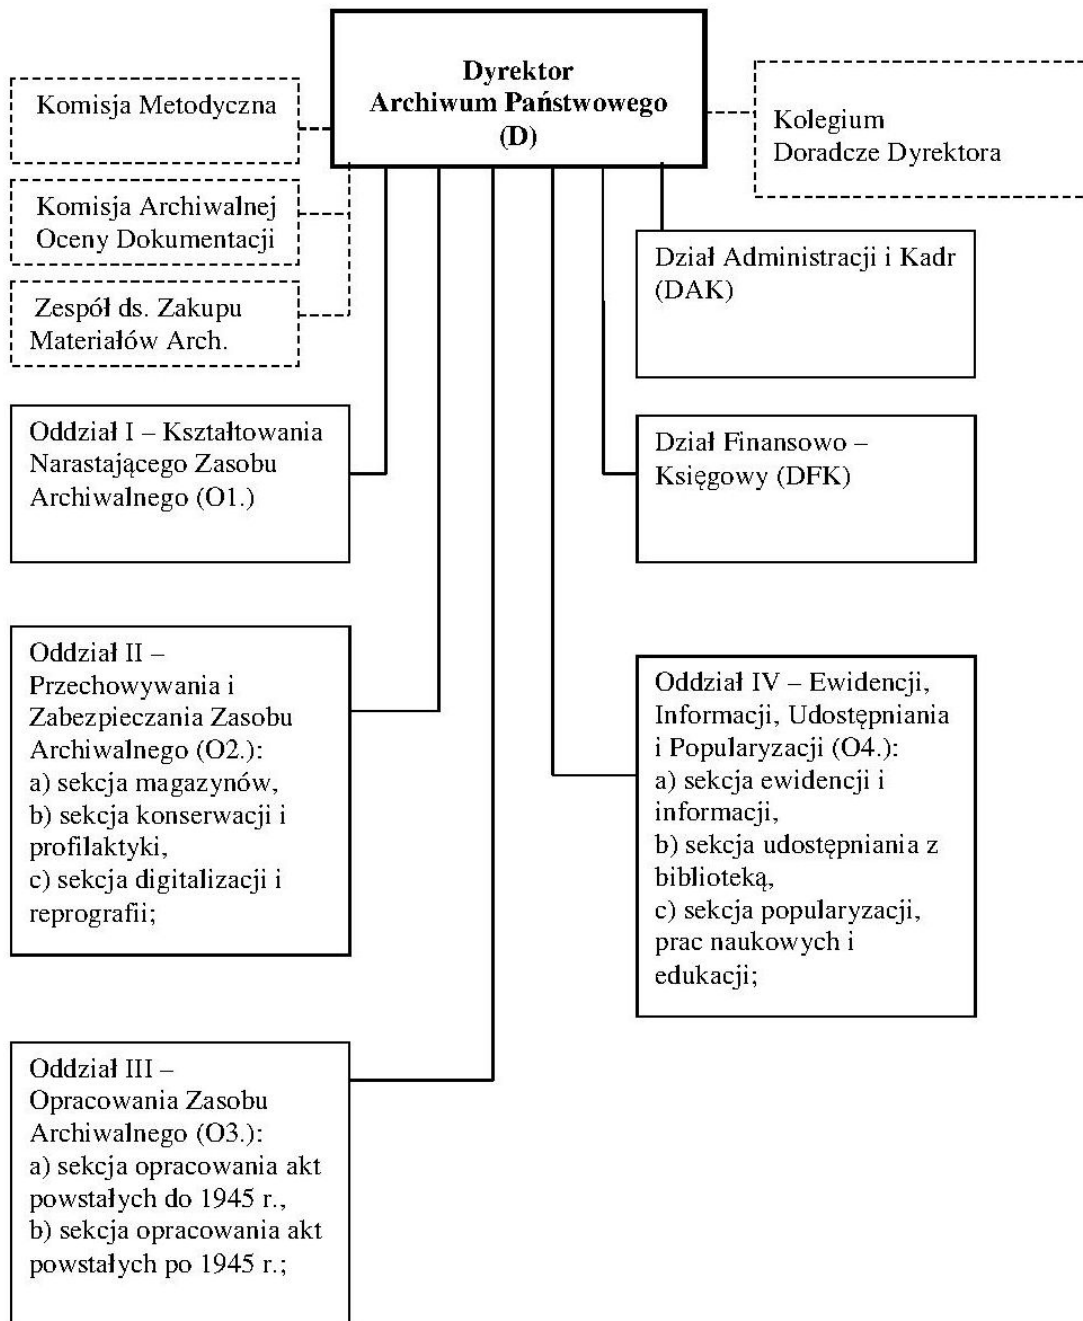 Dyrektor
Archiwum Państwowego
(D)
Komisja Metodyczna
Kolegium
Doradcze Dyrektora
Komisja Archiwalnej
Oceny Dokumentacji
Zespół ds. Zakupu
Materiałów Arch.
Dział Administracji i Kadr
(DAK)
Oddział I – Kształtowania
Narastającego Zasobu
Archiwalnego (O1.)
Dział Finansowo –
Księgowy (DFK)
Oddział II –
Przechowywania i
Zabezpieczania Zasobu
Archiwalnego (O2.):
a) sekcja magazynów,
b) sekcja konserwacji i
profilaktyki,
c) sekcja digitalizacji i
reprografii;
Oddział IV – Ewidencji,
Informacji, Udostępniania
i Popularyzacji (O4.):
a) sekcja ewidencji i
informacji,
b) sekcja udostępniania z
biblioteką,
c) sekcja popularyzacji,
prac naukowych i
edukacji;
Oddział III –
Opracowania Zasobu
Archiwalnego (O3.):
a) sekcja opracowania akt
powstałych do 1945 r.,
b) sekcja opracowania akt
powstałych po 1945 r.;